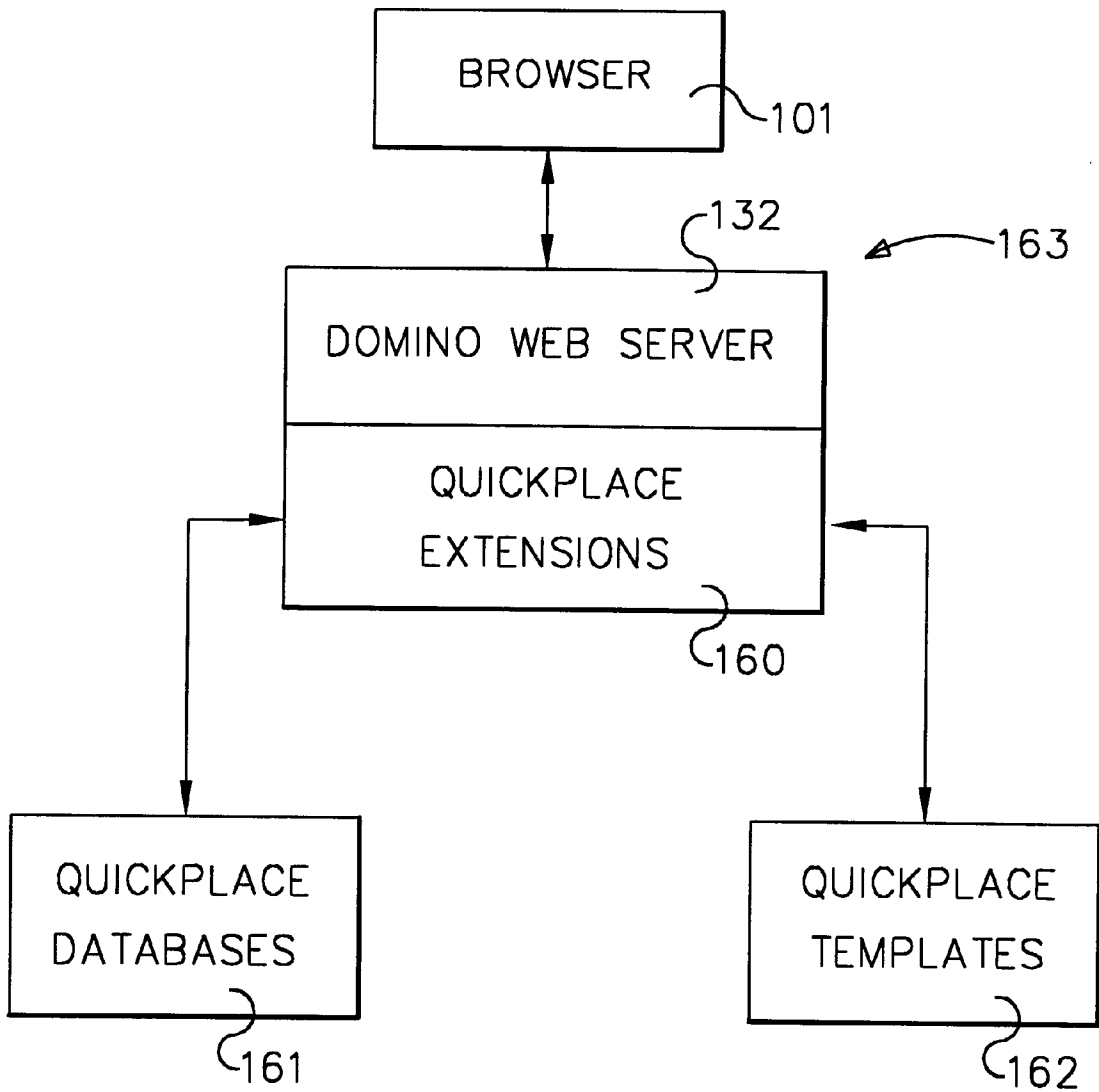 BROWSER
101
132
163
DOMINO WEB SERVER
QUICKPLACE
EXTENSIONS
160
QUICKPLACE
DATABASES
161
QUICKPLACE
TEMPLATES
162